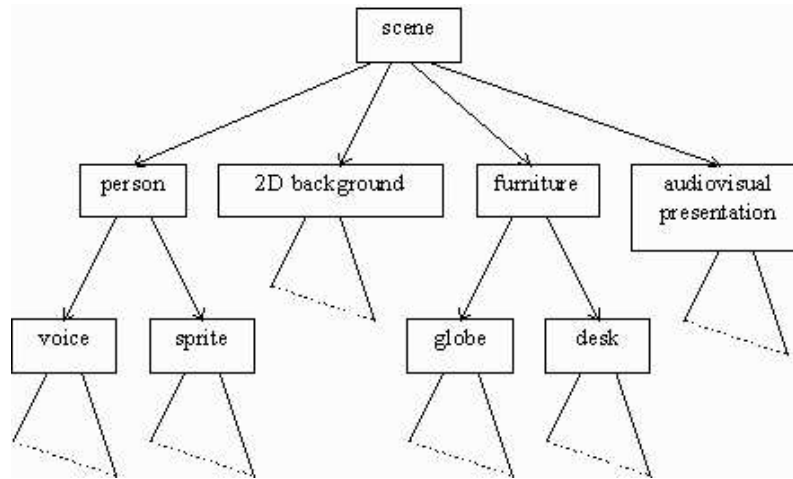 scene
person
2D background
furniture
audiovisual
presentation
voice
sprite
globe
desk